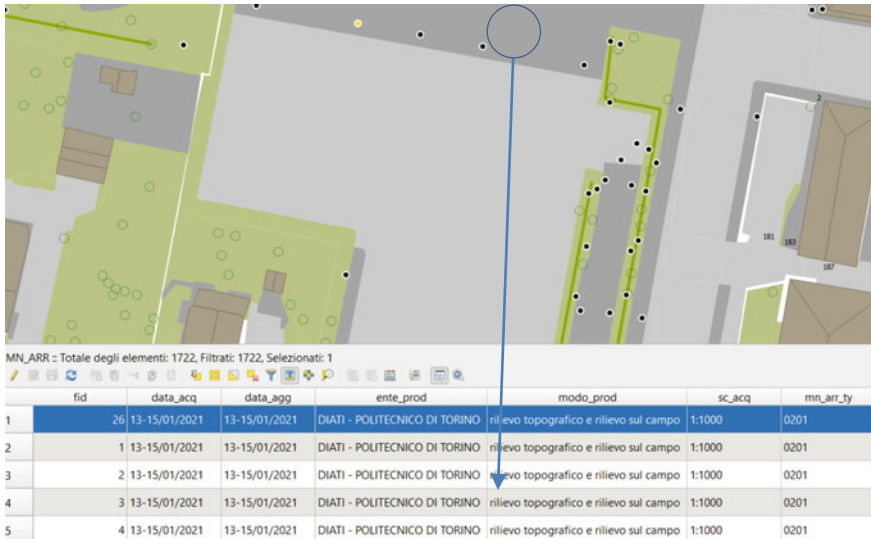 2
181
183
187
MN_ARR :: Totale degli elementi: 1722, Filtrati: 1722, Selezionati: 1
fid data_acq data_agg ente_prod modo_prod sc_acq mn_arr_ty
1 26 13-15/01/2021 13-15/01/2021 DIATI - POLITECNICO DI TORINO rilievo topografico e rilievo sul campo 1:1000 0201
2 1 13-15/01/2021 13-15/01/2021 DIATI - POLITECNICO DI TORINO rilievo topografico e rilievo sul campo 1:1000 0201
3 2 13-15/01/2021 13-15/01/2021 DIATI - POLITECNICO DI TORINO rilievo topografico e rilievo sul campo 1:1000 0201
4 3 13-15/01/2021 13-15/01/2021 DIATI - POLITECNICO DI TORINO rilievo topografico e rilievo sul campo 1:1000 0201
5 4 13-15/01/2021 13-15/01/2021 DIATI - POLITECNICO DI TORINO rilievo topografico e rilievo sul campo 1:1000 0201